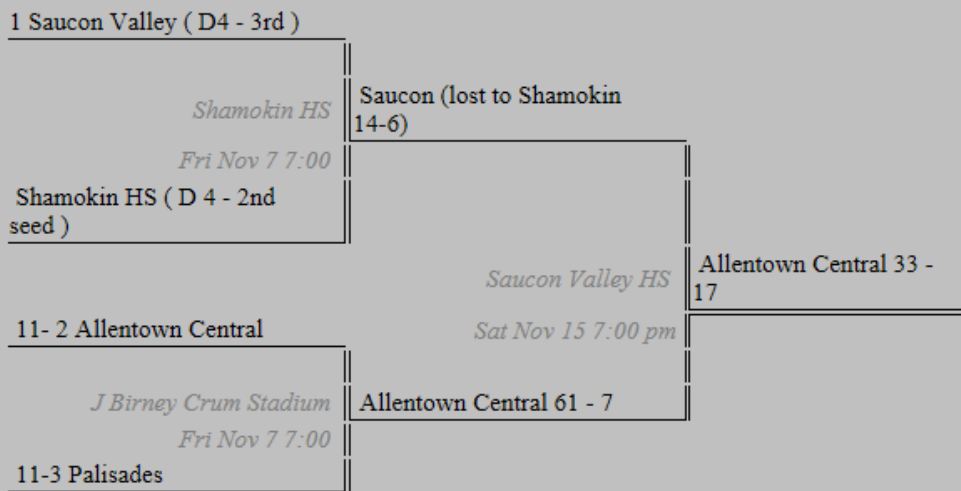 1 Saucon Valley ( D4 - 3rd )
Shamokin HS
Fri Nov 7 7:00
Saucon (lost to Shamokin
14-6)
Shamokin HS ( D 4 - 2nd
seed )
Saucon Valley HS
Sat Nov 15 7:00 pm
Allentown Central 33 -
17
11- 2 Allentown Central
J Birney Crum Stadium
Fri Nov 7 7:00
Allentown Central 61 - 7
11-3 Palisades